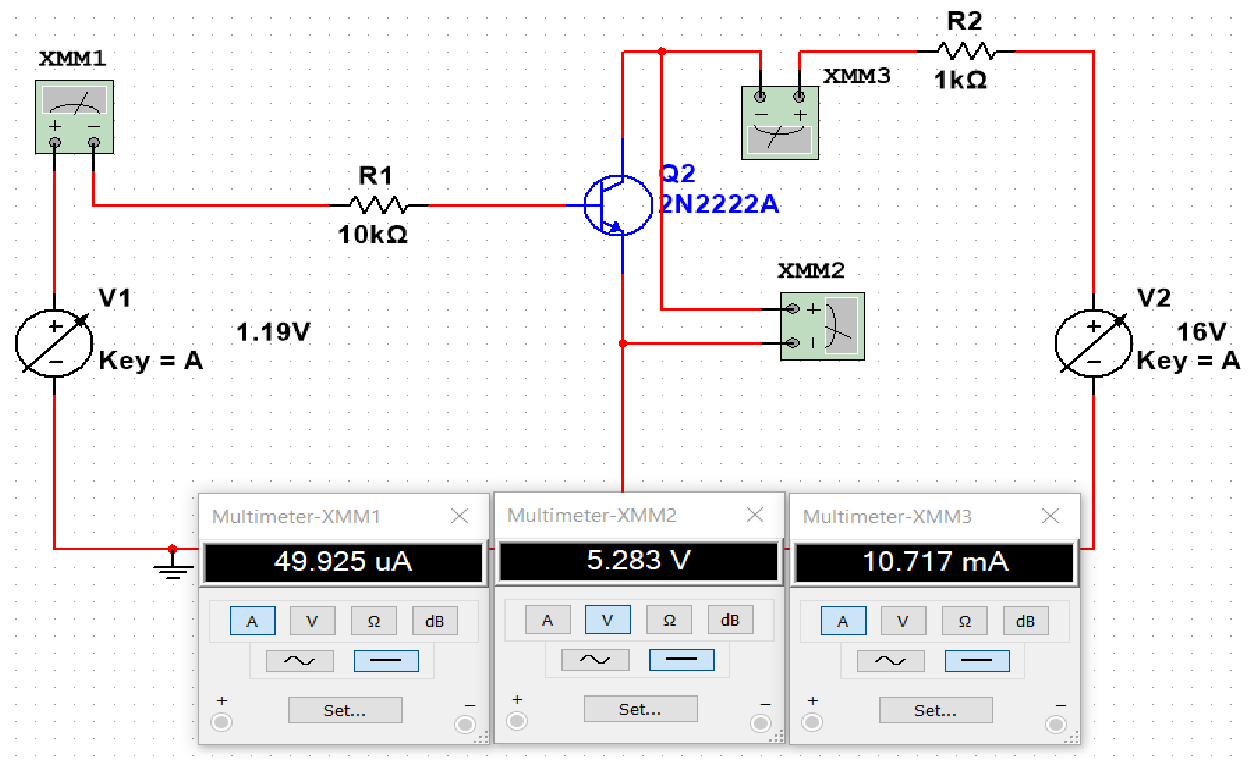 R2
1kΩ
XMM1
+ −
XMM3
− +
R1
10kΩ
Q2
2N2222A
XMM2
+
−
V1
+
−
Key = A
1.19V
V2
+
−
16V
Key = A
Multimeter-XMM1
49.925 uA
A V Ω dB
+ −
Set...
Multimeter-XMM2
5.283 V
A V Ω dB
+ −
Set...
Multimeter-XMM3
10.717 mA
A V Ω dB
+ −
Set...